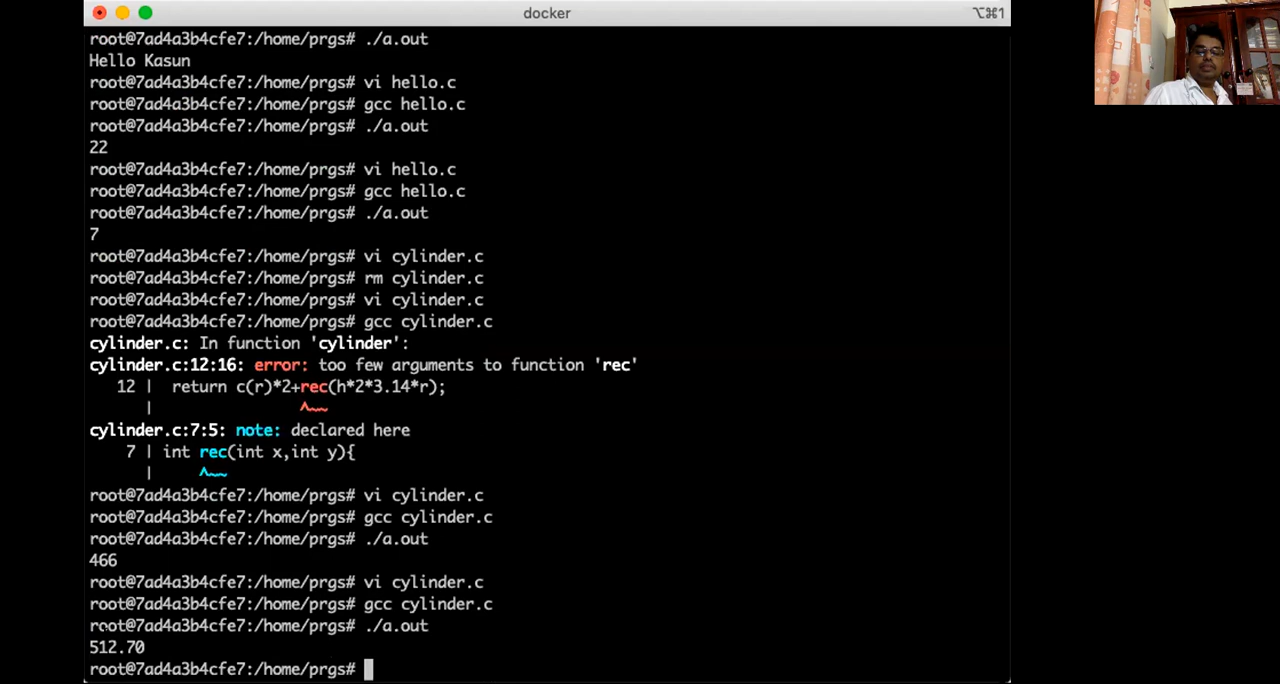 docker
⌥⌘1
root@7ad4a3b4cfe7:/home/prgs# ./a.out
Hello Kasun
root@7ad4a3b4cfe7:/home/prgs# vi hello.c
root@7ad4a3b4cfe7:/home/prgs# gcc hello.c
root@7ad4a3b4cfe7:/home/prgs# ./a.out
22
root@7ad4a3b4cfe7:/home/prgs# vi hello.c
root@7ad4a3b4cfe7:/home/prgs# gcc hello.c
root@7ad4a3b4cfe7:/home/prgs# ./a.out
7
root@7ad4a3b4cfe7:/home/prgs# vi cylinder.c
root@7ad4a3b4cfe7:/home/prgs# rm cylinder.c
root@7ad4a3b4cfe7:/home/prgs# vi cylinder.c
root@7ad4a3b4cfe7:/home/prgs# gcc cylinder.c
cylinder.c: In function 'cylinder':
cylinder.c:12:16: error: too few arguments to function 'rec'
12 | return c(r)*2+rec(h*2*3.14*r);
| ^~~
cylinder.c:7:5: note: declared here
7 | int rec(int x,int y){
| ^~~
root@7ad4a3b4cfe7:/home/prgs# vi cylinder.c
root@7ad4a3b4cfe7:/home/prgs# gcc cylinder.c
root@7ad4a3b4cfe7:/home/prgs# ./a.out
466
root@7ad4a3b4cfe7:/home/prgs# vi cylinder.c
root@7ad4a3b4cfe7:/home/prgs# gcc cylinder.c
root@7ad4a3b4cfe7:/home/prgs# ./a.out
512.70
root@7ad4a3b4cfe7:/home/prgs#